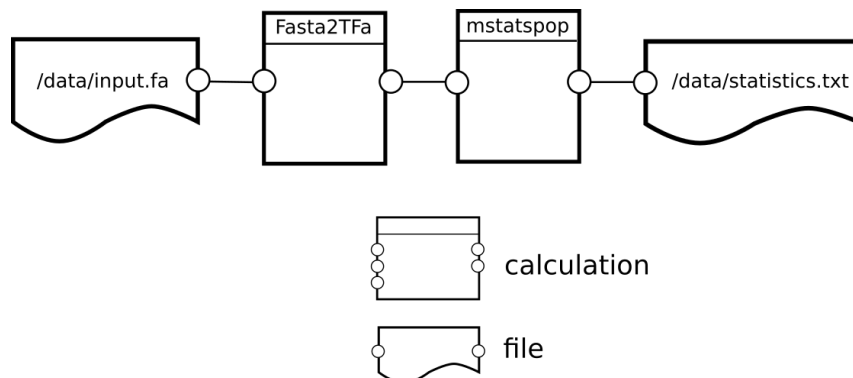 Fasta2TFa
mstatspop
/data/input.fa
/data/statistics.txt
calculation
file